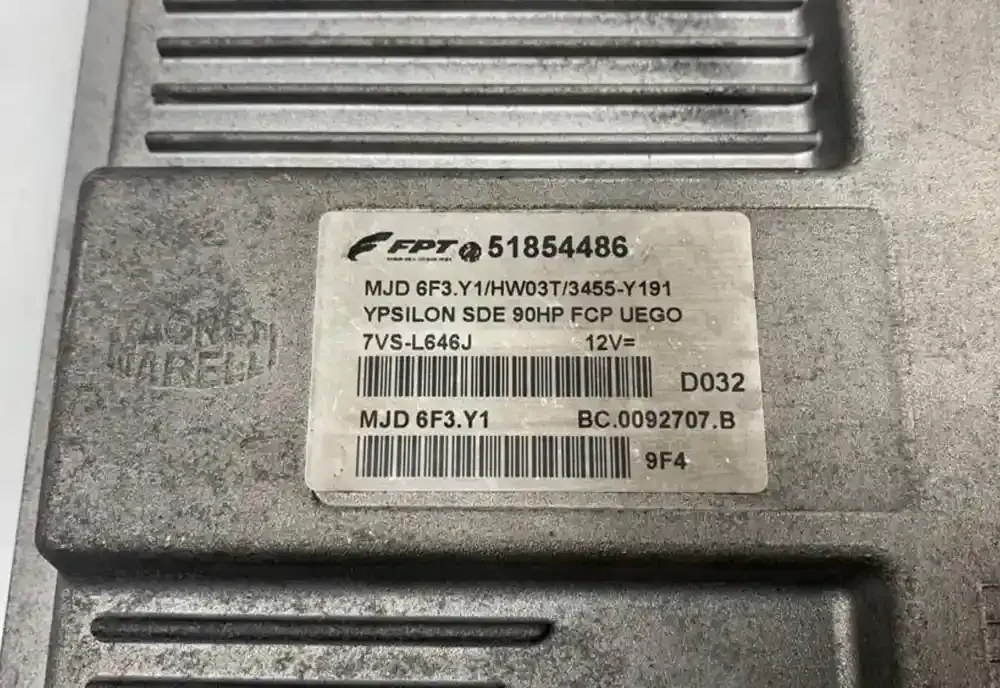 MAGNETI
MARELLI
FPT 51854486
MJD 6F3.Y1/HW03T/3455-Y191
YPSILON SDE 90HP FCP UEGO
7VS-L646J 12V=
D032
MJD 6F3.Y1 BC.0092707.B
9F4